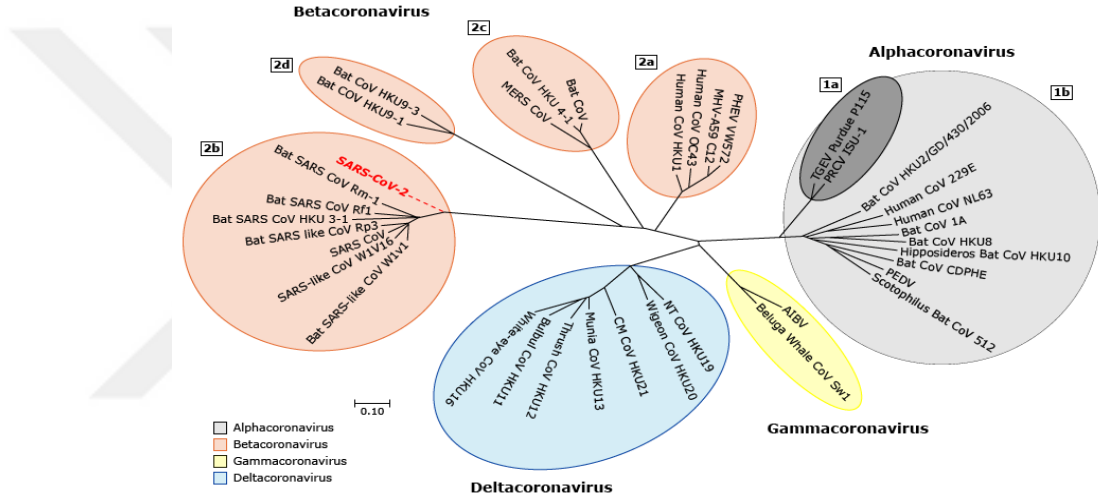 Betacoronavirus
2c
2a
2d
Bat CoV HKU9-3
Bat COV HKU9-1
Bat CoV
Bat CoV HKU 4-1
MERS CoV
PHEV VW572
MHV-A59 C12
Human CoV OC43
Human CoV HKU1
Alphacoronavirus
1a
1b
TGEV Purdue P115
PRCV ISU-1
Bat CoV HKU2/GD/430/2006
Human CoV 229E
Human CoV NL63
Bat CoV 1A
Bat CoV HKU8
Hipposideros Bat CoV HKU10
Bat CoV CDPHE
PEDV
Scotophilus Bat CoV 512
2b
SARS-CoV-2
Bat SARS CoV Rm-1
Bat SARS CoV Rf1
Bat SARS CoV HKU 3-1
Bat SARS like CoV Rp3
SARS CoV
SARS-like CoV W1V16
Bat SARS-like CoV W1v1
White-eye CoV HKU16
Bulbul CoV HKU11
Thrush CoV HKU12
Munia CoV HKU13
CM CoV HKU21
Wigeon CoV HKU20
NT CoV HKU19
AIBV
Beluga Whale CoV Sw1
0.10
Gammacoronavirus
Alphacoronavirus
Betacoronavirus
Gammacoronavirus
Deltacoronavirus
Deltacoronavirus